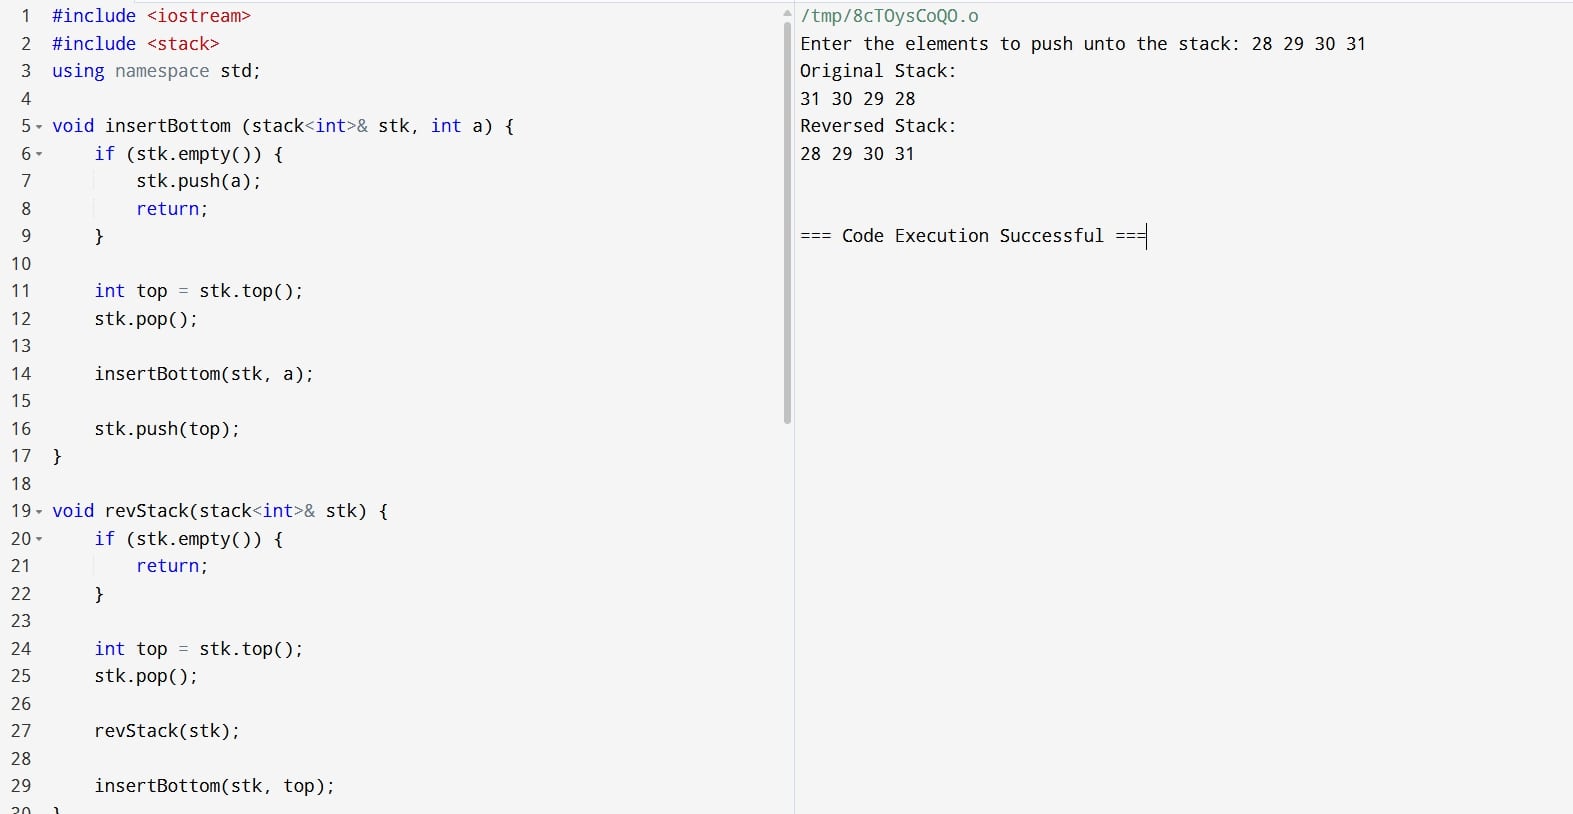 1 #include <iostream>
2 #include <stack>
3 using namespace std;
4
5 void insertBottom (stack<int>& stk, int a) {
6 if (stk.empty()) {
7 stk.push(a);
8 return;
9 }
10
11 int top = stk.top();
12 stk.pop();
13
14 insertBottom(stk, a);
15
16 stk.push(top);
17 }
18
19 void revStack(stack<int>& stk) {
20 if (stk.empty()) {
21 return;
22 }
23
24 int top = stk.top();
25 stk.pop();
26
27 revStack(stk);
28
29 insertBottom(stk, top);
30 }
/tmp/8cTOysCoQO.o
Enter the elements to push unto the stack: 28 29 30 31
Original Stack:
31 30 29 28
Reversed Stack:
28 29 30 31
=== Code Execution Successful ===